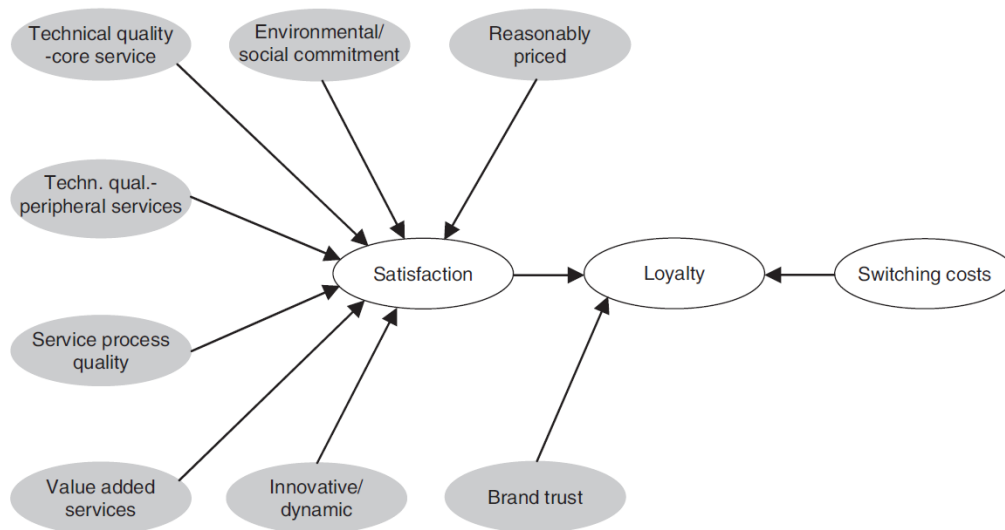 Technical quality
-core service
Environmental/
social commitment
Reasonably
priced
Techn. qual.-
peripheral services
Satisfaction
Loyalty
Switching costs
Service process
quality
Value added
services
Innovative/
dynamic
Brand trust